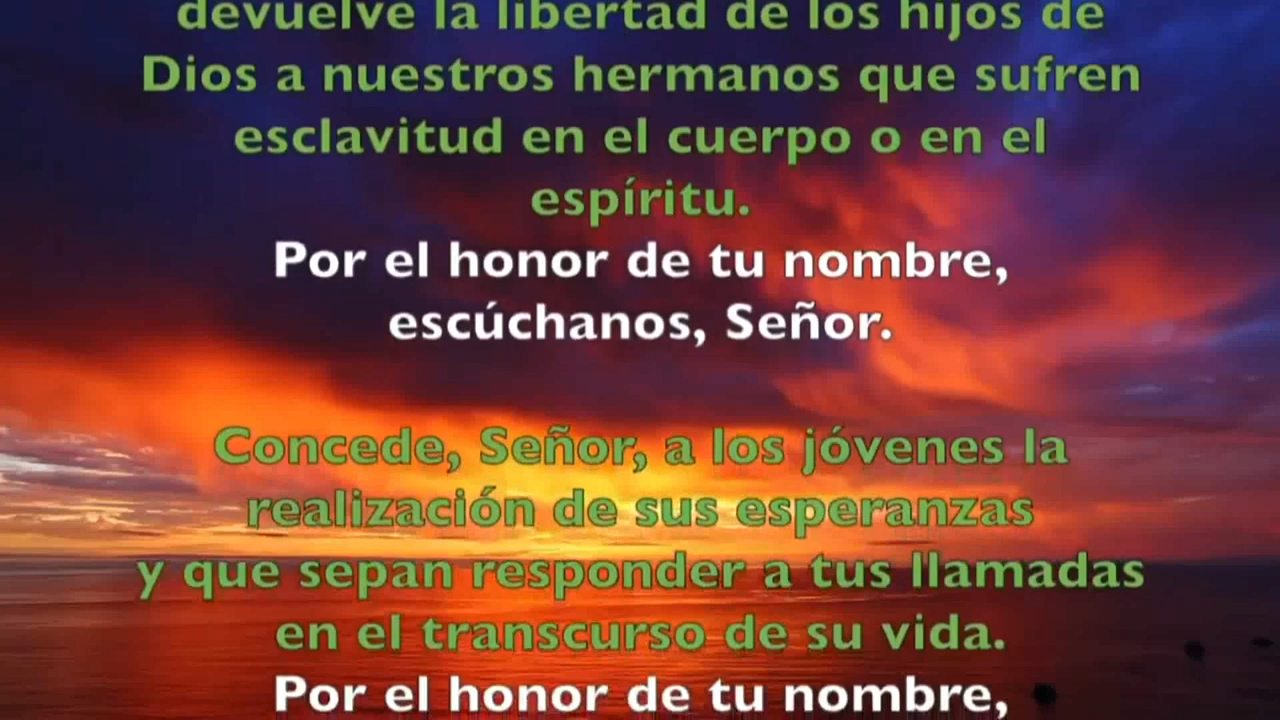 devuelve la libertad de los hijos de
Dios a nuestros hermanos que sufren
esclavitud en el cuerpo o en el
espíritu.
Por el honor de tu nombre,
escúchanos, Señor.
Concede, Señor, a los jóvenes la
realización de sus esperanzas
y que sepan responder a tus llamadas
en el transcurso de su vida.
Por el honor de tu nombre,